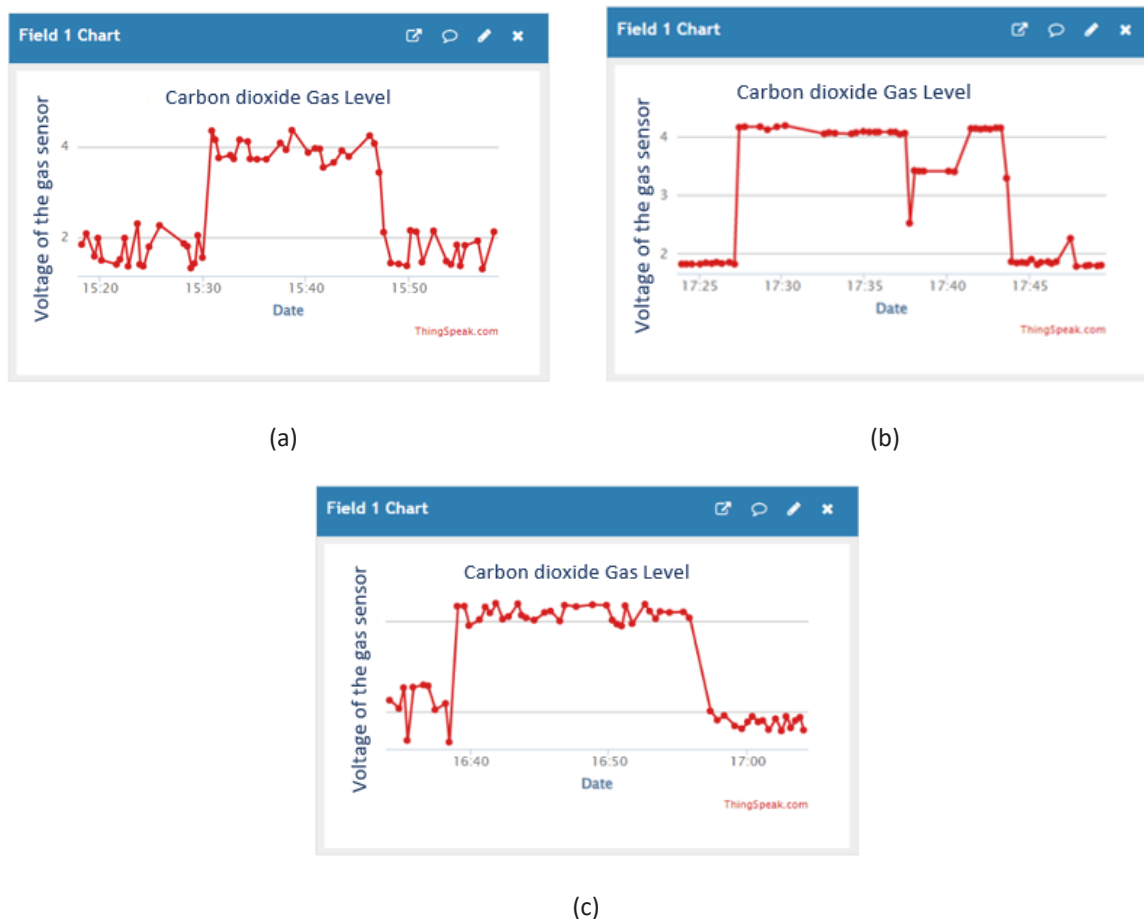 Field 1 Chart
Carbon dioxide Gas Level
Voltage of the gas sensor
4
2
15:20 15:30 15:40 15:50
Date
ThingSpeak.com
(a)
Field 1 Chart
Carbon dioxide Gas Level
Voltage of the gas sensor
4
3
2
17:25 17:30 17:35 17:40 17:45
Date
ThingSpeak.com
(b)
Field 1 Chart
Carbon dioxide Gas Level
Voltage of the gas sensor
16:40 16:50 17:00
Date
ThingSpeak.com
(c)